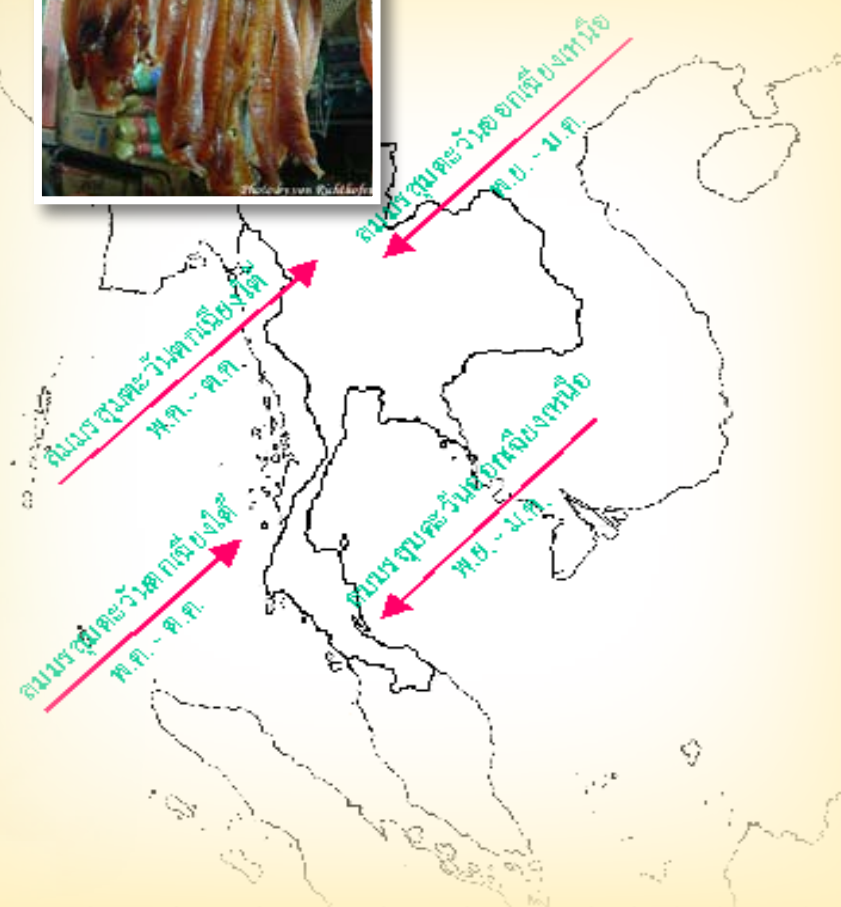 Photo by von Richthofen
ลมมรสุมตะวันออกเฉียงเหนือ
พ.ย. - ม.ค.
ลมมรสุมตะวันตกเฉียงใต้
พ.ค. - ต.ค.
ลมมรสุมตะวันออกเฉียงเหนือ
พ.ย. - ม.ค.
ลมมรสุมตะวันตกเฉียงใต้
พ.ค. - ต.ค.